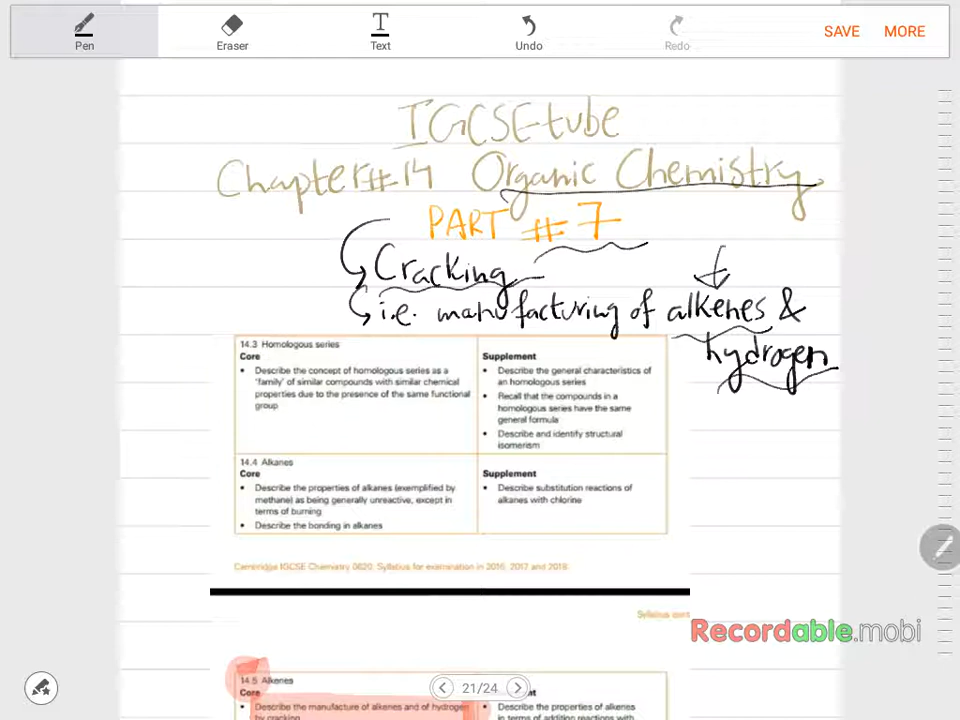 Pen
Eraser
Text
Undo
Redo
SAVE
MORE
IGCSEtube
Chapter#14 Organic Chemistry
PART #7
Cracking
i.e. manufacturing of alkenes &
hydrogen
14.3 Homologous series
Core
• Describe the concept of homologous series as a
'family' of similar compounds with similar chemical
properties due to the presence of the same functional
group
Supplement
• Describe the general characteristics of
an homologous series
• Recall that the compounds in a
homologous series have the same
general formula
• Describe and identify structural
isomerism
14.4 Alkanes
Core
• Describe the properties of alkanes (exemplified by
methane) as being generally unreactive, except in
terms of burning
• Describe the bonding in alkanes
Supplement
• Describe substitution reactions of
alkanes with chlorine
Cambridge IGCSE Chemistry 0620: Syllabus for examination in 2016, 2017 and 2018.
Syllabus
Recordable.mobi
14.5 Alkenes
Core
• Describe the manufacture of alkenes and of hydrogen
by cracking
• Describe the properties of alkenes
in terms of addition reactions with
21/24